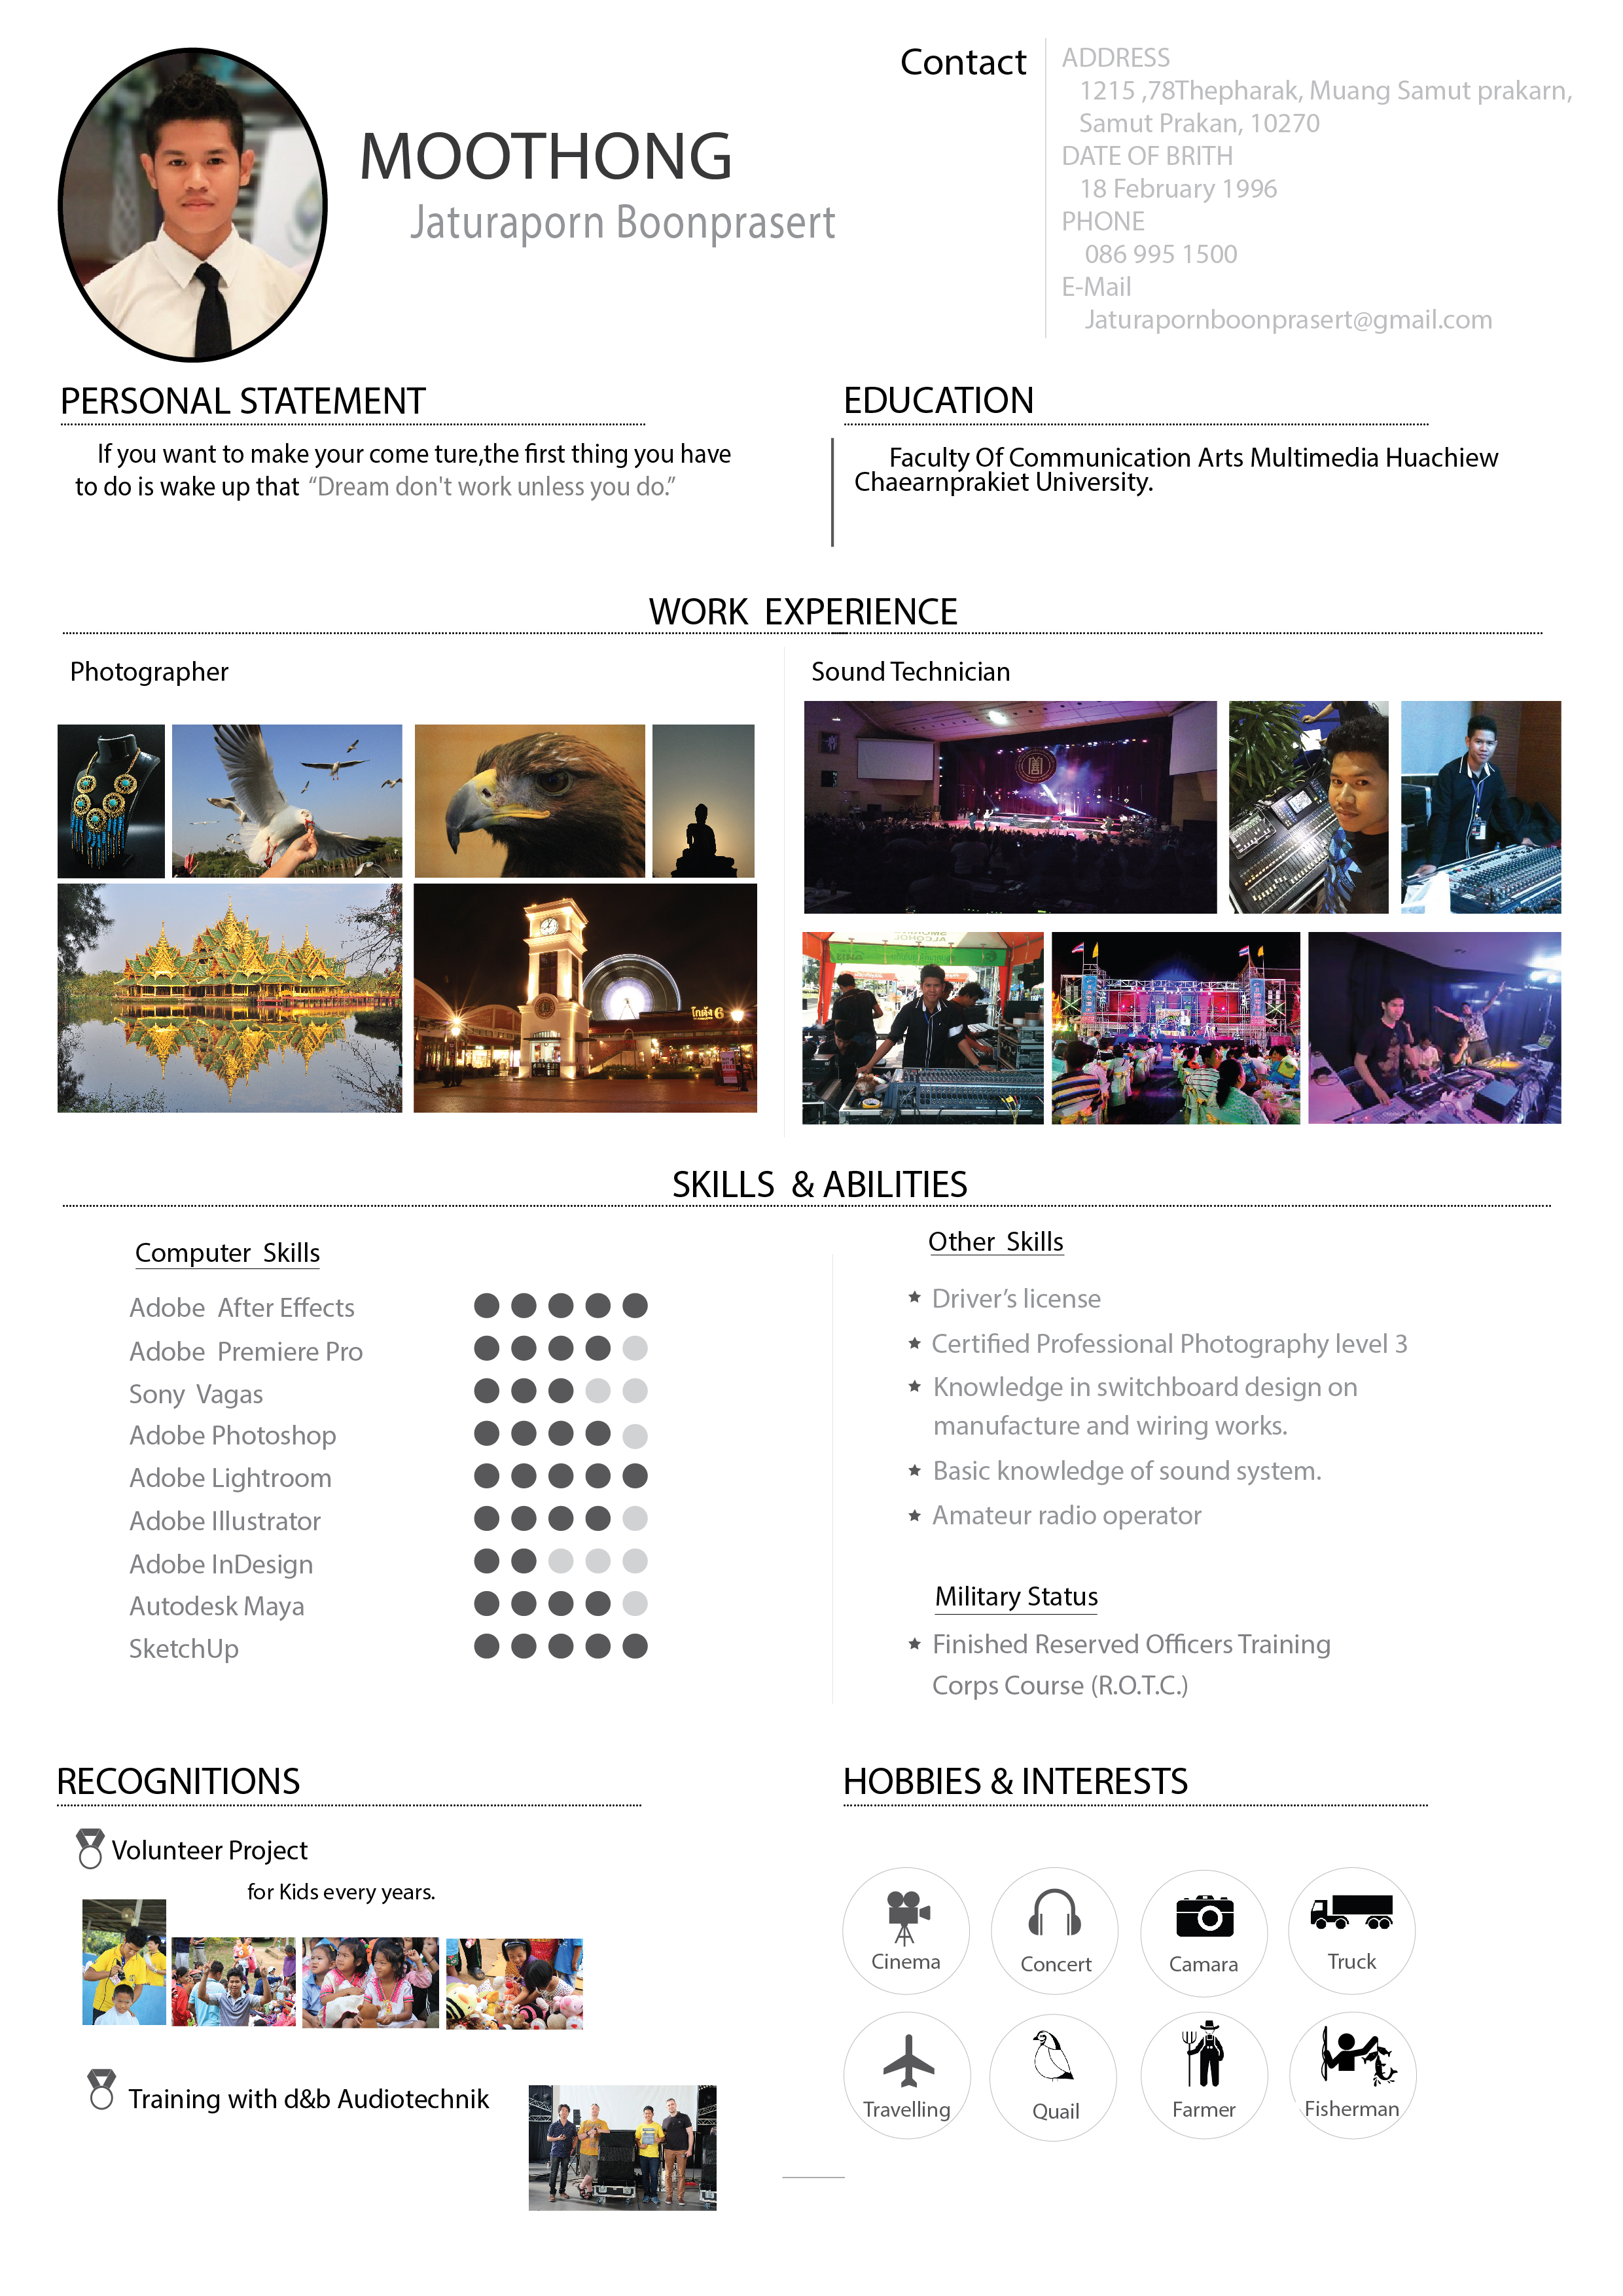 MOOTHONG
Jaturaporn Boonprasert
Contact
ADDRESS
1215 ,78Thepharak, Muang Samut prakarn,
Samut Prakan, 10270
DATE OF BRITH
18 February 1996
PHONE
086 995 1500
E-Mail
Jaturapornboonprasert@gmail.com
PERSONAL STATEMENT
If you want to make your come ture,the first thing you have
to do is wake up that “Dream don't work unless you do.”
EDUCATION
Faculty Of Communication Arts Multimedia Huachiew
Chaearnprakiet University.
WORK EXPERIENCE
Photographer
โกดัง 6
Sound Technician
ALCOHOL
SKILLS & ABILITIES
Computer Skills
Adobe After Effects
Adobe Premiere Pro
Sony Vagas
Adobe Photoshop
Adobe Lightroom
Adobe Illustrator
Adobe InDesign
Autodesk Maya
SketchUp
Other Skills
Driver’s license
Certified Professional Photography level 3
Knowledge in switchboard design on
manufacture and wiring works.
Basic knowledge of sound system.
Amateur radio operator
Military Status
Finished Reserved Officers Training
Corps Course (R.O.T.C.)
RECOGNITIONS
Volunteer Project
for Kids every years.
Training with d&b Audiotechnik
HOBBIES & INTERESTS
Cinema
Concert
Camara
Truck
Travelling
Quail
Farmer
Fisherman